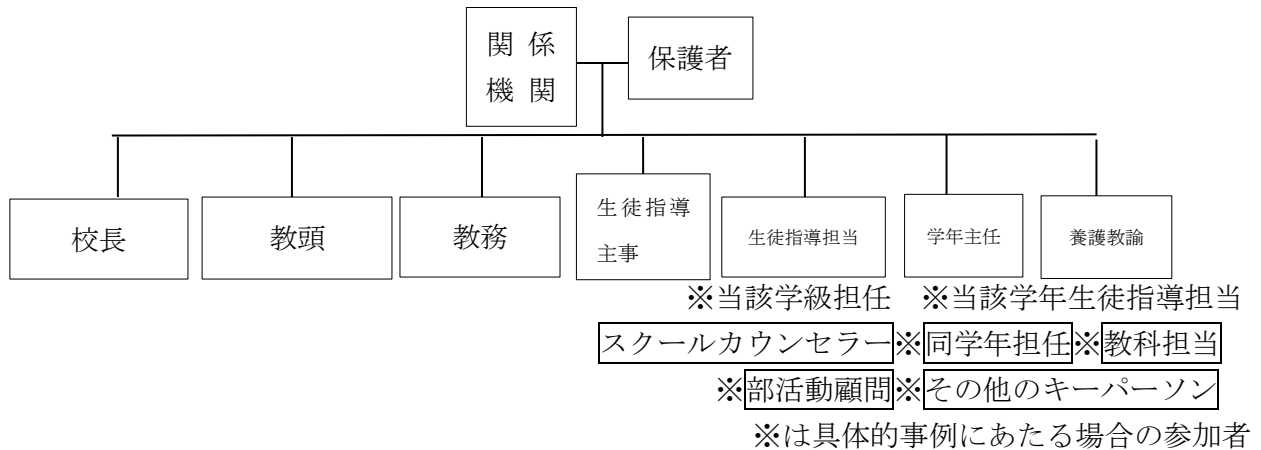 関 係
機 関
保護者
校長
教頭
教務
生徒指導
主事
生徒指導担当
学年主任
養護教諭
※当該学級担任　※当該学年生徒指導担当
スクールカウンセラー※同学年担任※教科担当
※部活動顧問※その他のキーパーソン
※は具体的事例にあたる場合の参加者